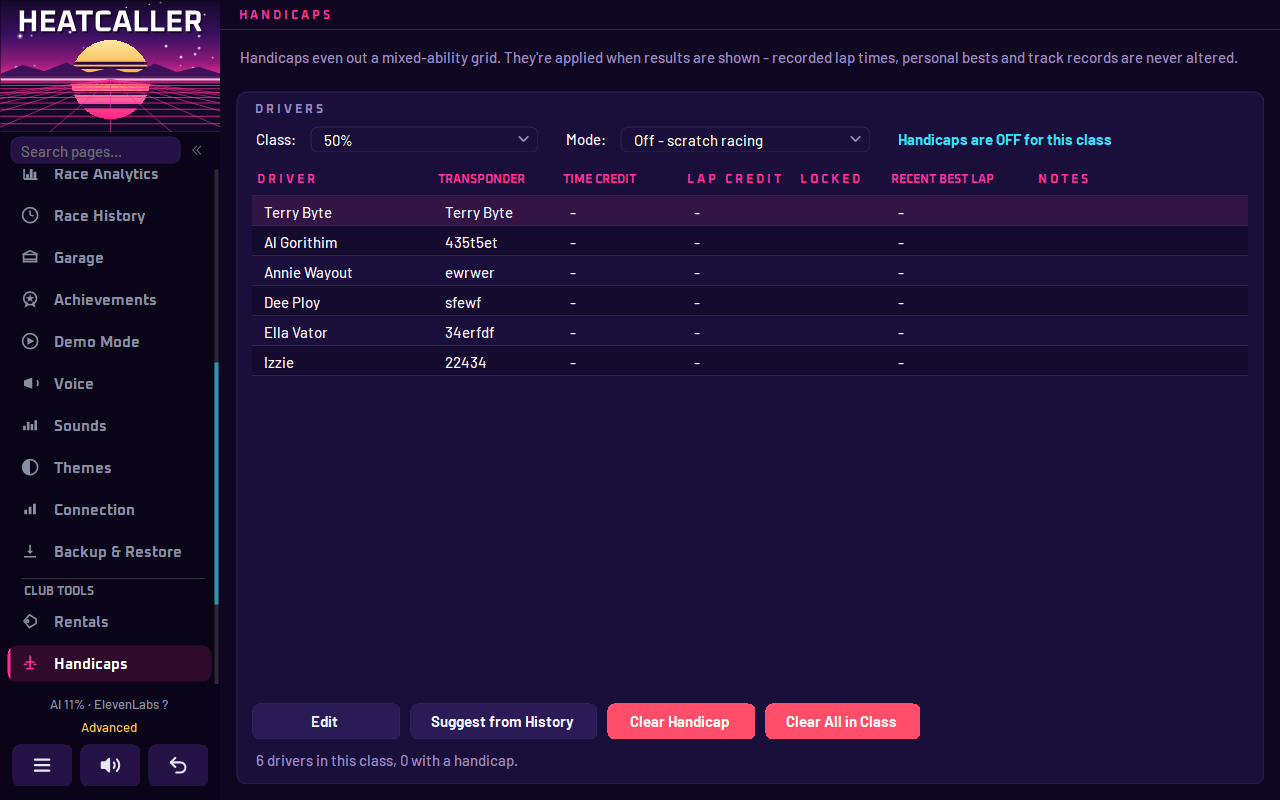 HEATCALLER
Search pages...
Race Analytics
Race History
Garage
Achievements
Demo Mode
Voice
Sounds
Themes
Connection
Backup & Restore
CLUB TOOLS
Rentals
Handicaps
AI 11% · ElevenLabs ?
Advanced
HANDICAPS
Handicaps even out a mixed-ability grid. They're applied when results are shown - recorded lap times, personal bests and track records are never altered.
DRIVERS
Class: 50% Mode: Off - scratch racing Handicaps are OFF for this class
DRIVER TRANSPONDER TIME CREDIT LAP CREDIT LOCKED RECENT BEST LAP NOTES
Terry Byte Terry Byte - - -
Al Gorithim 435t5et - - -
Annie Wayout ewrwer - - -
Dee Ploy sfewf - - -
Ella Vator 34erfdf - - -
Izzie 22434 - - -
Edit Suggest from History Clear Handicap Clear All in Class
6 drivers in this class, 0 with a handicap.